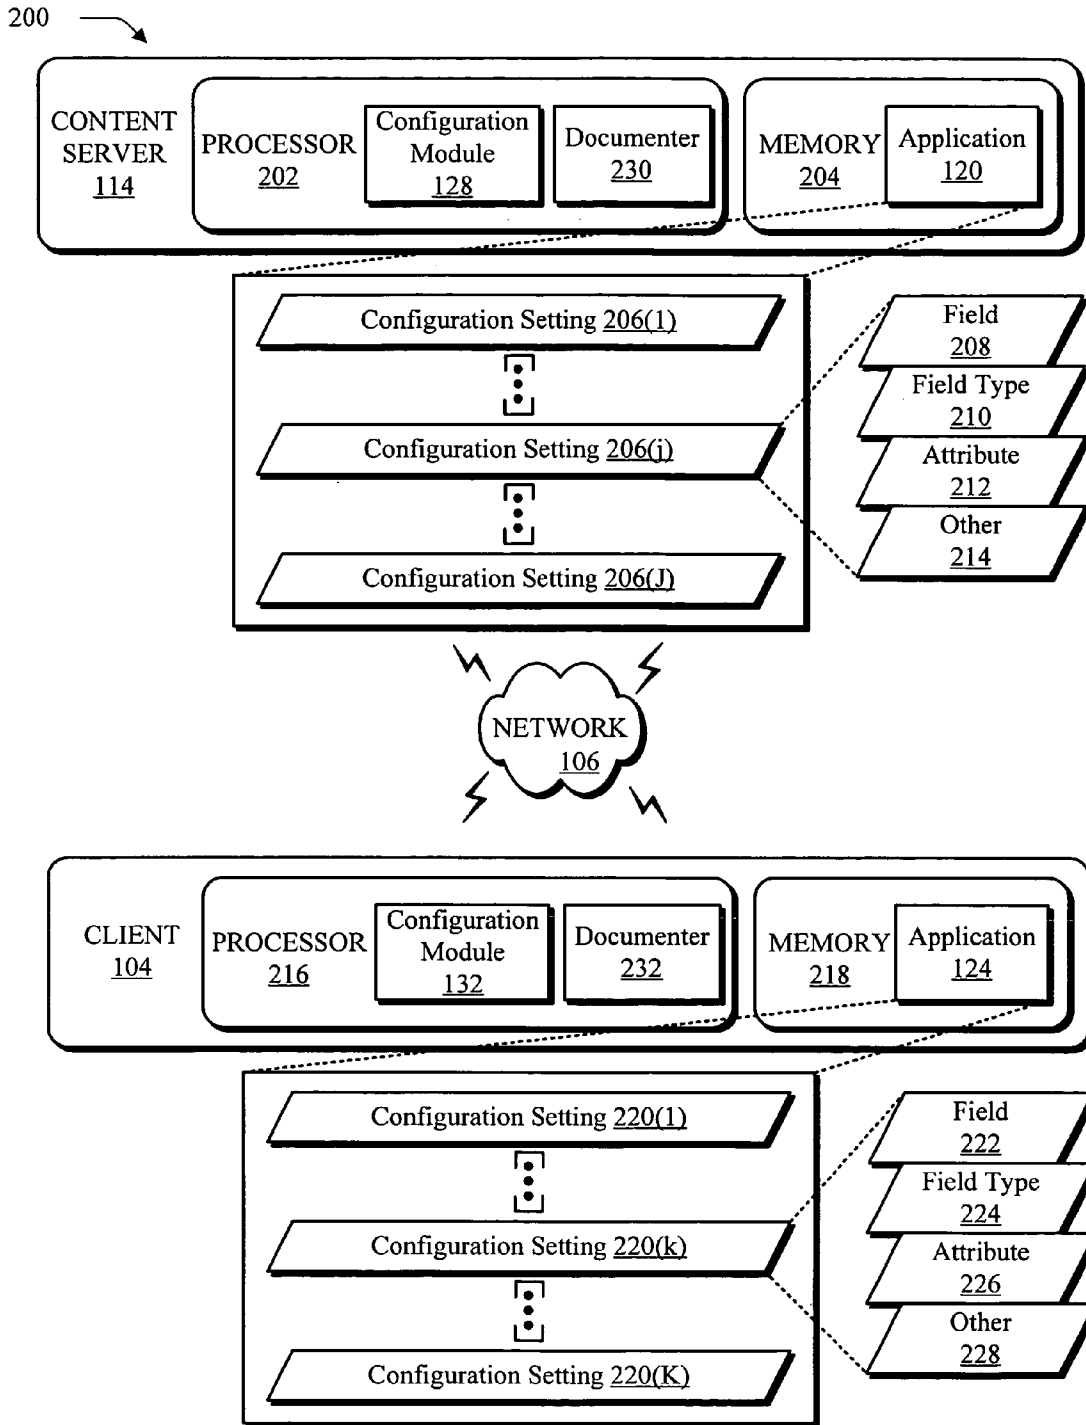 200
CONTENT
SERVER
114
PROCESSOR
202
Configuration
Module
128
Documenter
230
MEMORY
204
Application
120
Configuration Setting 206(1)
Configuration Setting 206(j)
Configuration Setting 206(J)
Field
208
Field Type
210
Attribute
212
Other
214
NETWORK
106
CLIENT
104
PROCESSOR
216
Configuration
Module
132
Documenter
232
MEMORY
218
Application
124
Configuration Setting 220(1)
Configuration Setting 220(k)
Configuration Setting 220(K)
Field
222
Field Type
224
Attribute
226
Other
228